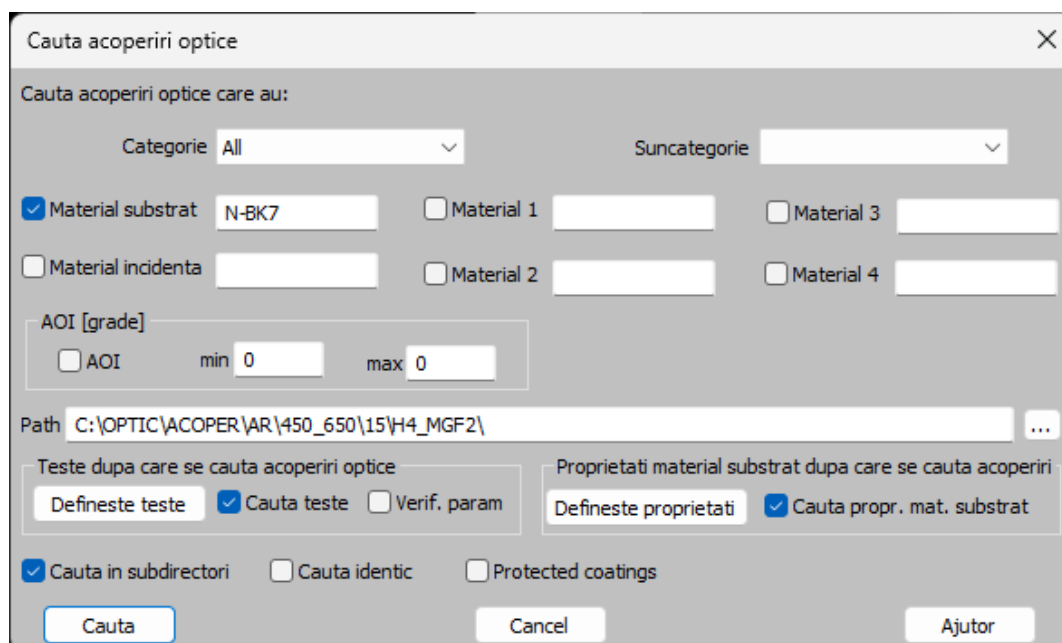 Cauta acoperiri optice
Cauta acoperiri optice care au:
Categorie All Suncategorie
Material substrat N-BK7 Material 1 Material 3
Material incidenta Material 2 Material 4
AOI [grade]
AOI min 0 max 0
Path C:\OPTIC\ACOPER\AR\450_650\15\H4_MGF2\ ...
Teste dupa care se cauta acoperiri optice Proprietati material substrat dupa care se cauta acoperiri
Defineste teste Cauta teste Verif. param Defineste proprietati Cauta propr. mat. substrat
Cauta in subdirectori Cauta identic Protected coatings
Cauta Cancel Ajutor